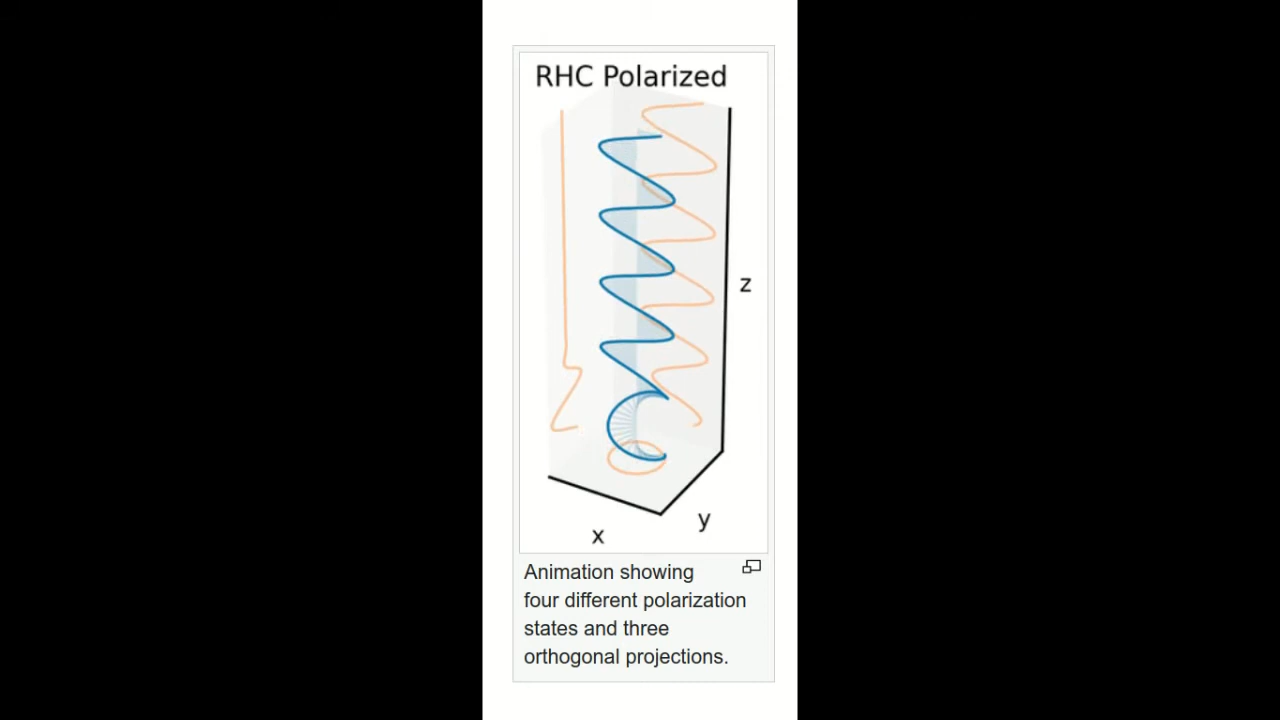 RHC Polarized
z
y
x
Animation showing
four different polarization
states and three
orthogonal projections.